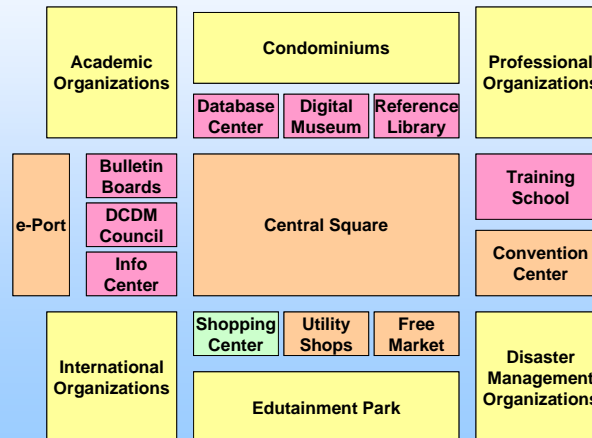 Academic
Organizations
Condominiums
Professional
Organizations
Database
Center
Digital
Museum
Reference
Library
e-Port
Bulletin
Boards
DCDM
Council
Info
Center
Central Square
Training
School
Convention
Center
International
Organizations
Shopping
Center
Utility
Shops
Free
Market
Edutainment Park
Disaster
Management
Organizations